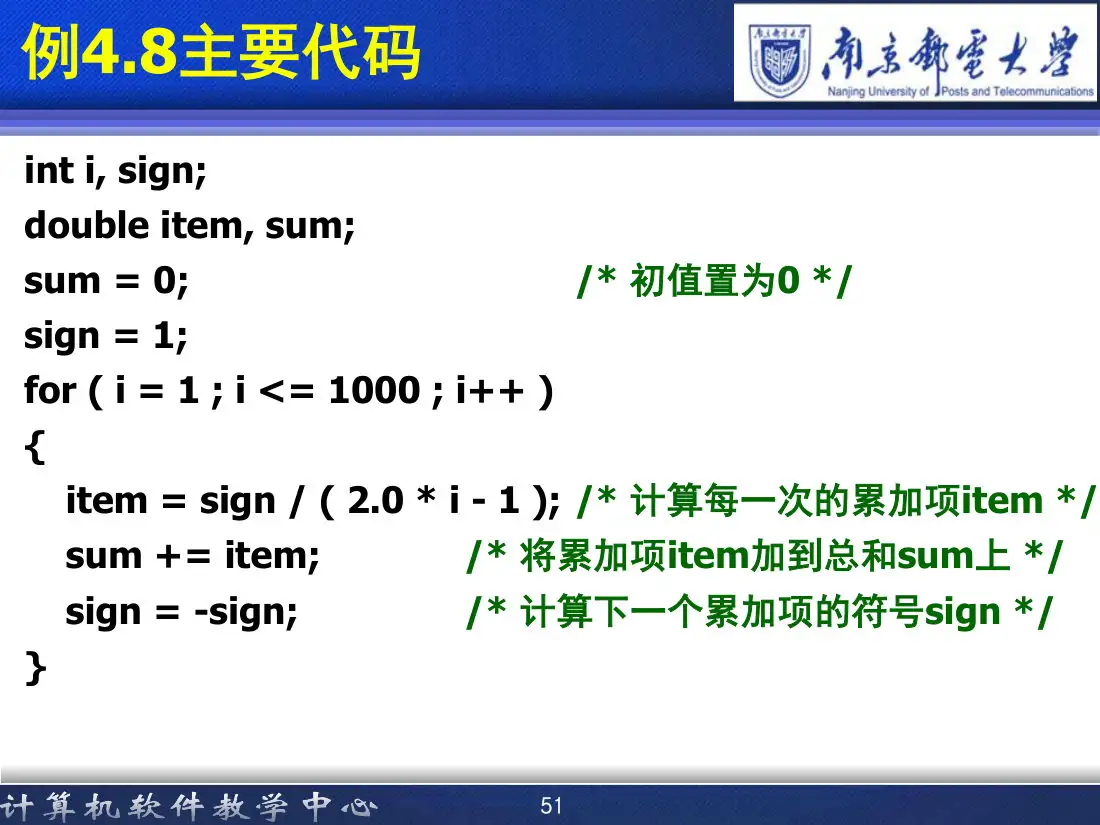 例4.8主要代码
南京邮电大学
Nanjing University of Posts and Telecommunications
int i, sign;
double item, sum;
sum = 0; /* 初值置为0 */
sign = 1;
for ( i = 1 ; i <= 1000 ; i++ )
{
item = sign / ( 2.0 * i - 1 ); /* 计算每一次的累加项item */
sum += item; /* 将累加项item加到总和sum上 */
sign = -sign; /* 计算下一个累加项的符号sign */
}
计算机软件教学中心
51